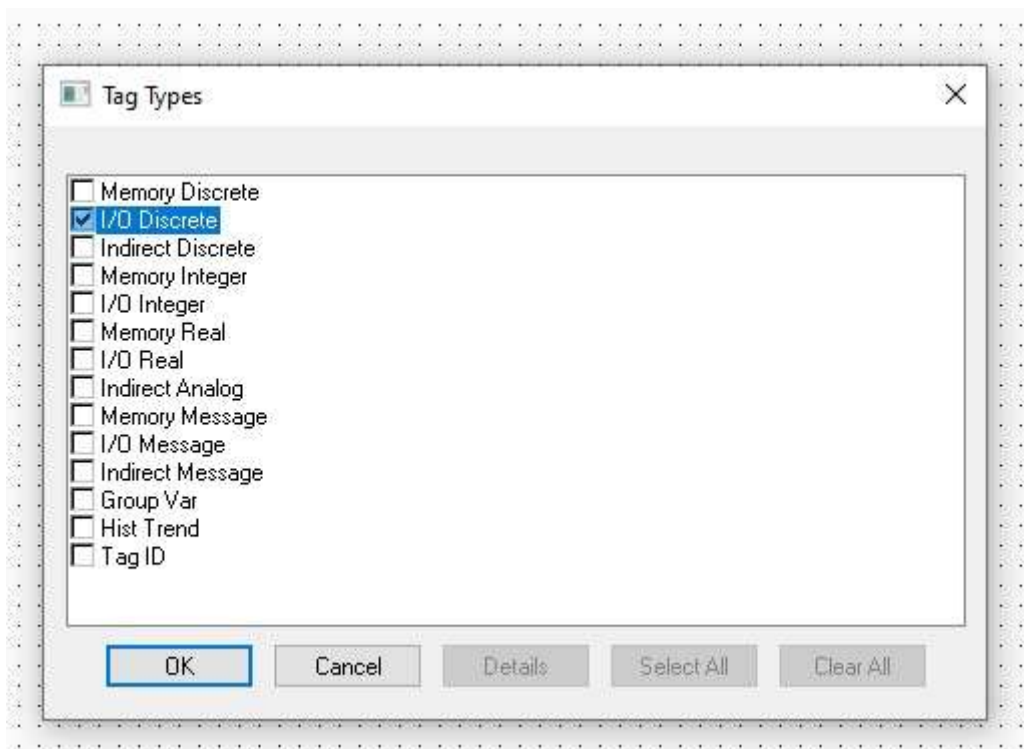 Tag Types
Memory Discrete
I/O Discrete
Indirect Discrete
Memory Integer
I/O Integer
Memory Real
I/O Real
Indirect Analog
Memory Message
I/O Message
Indirect Message
Group Var
Hist Trend
Tag ID
OK Cancel Details Select All Clear All